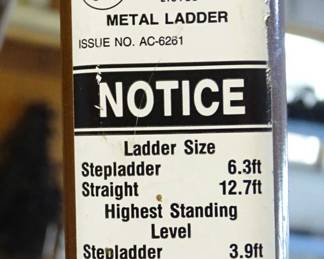 METAL LADDER
ISSUE NO. AC-6261
NOTICE
Ladder Size
Stepladder 6.3ft
Straight 12.7ft
Highest Standing
Level
Stepladder 3.9ft